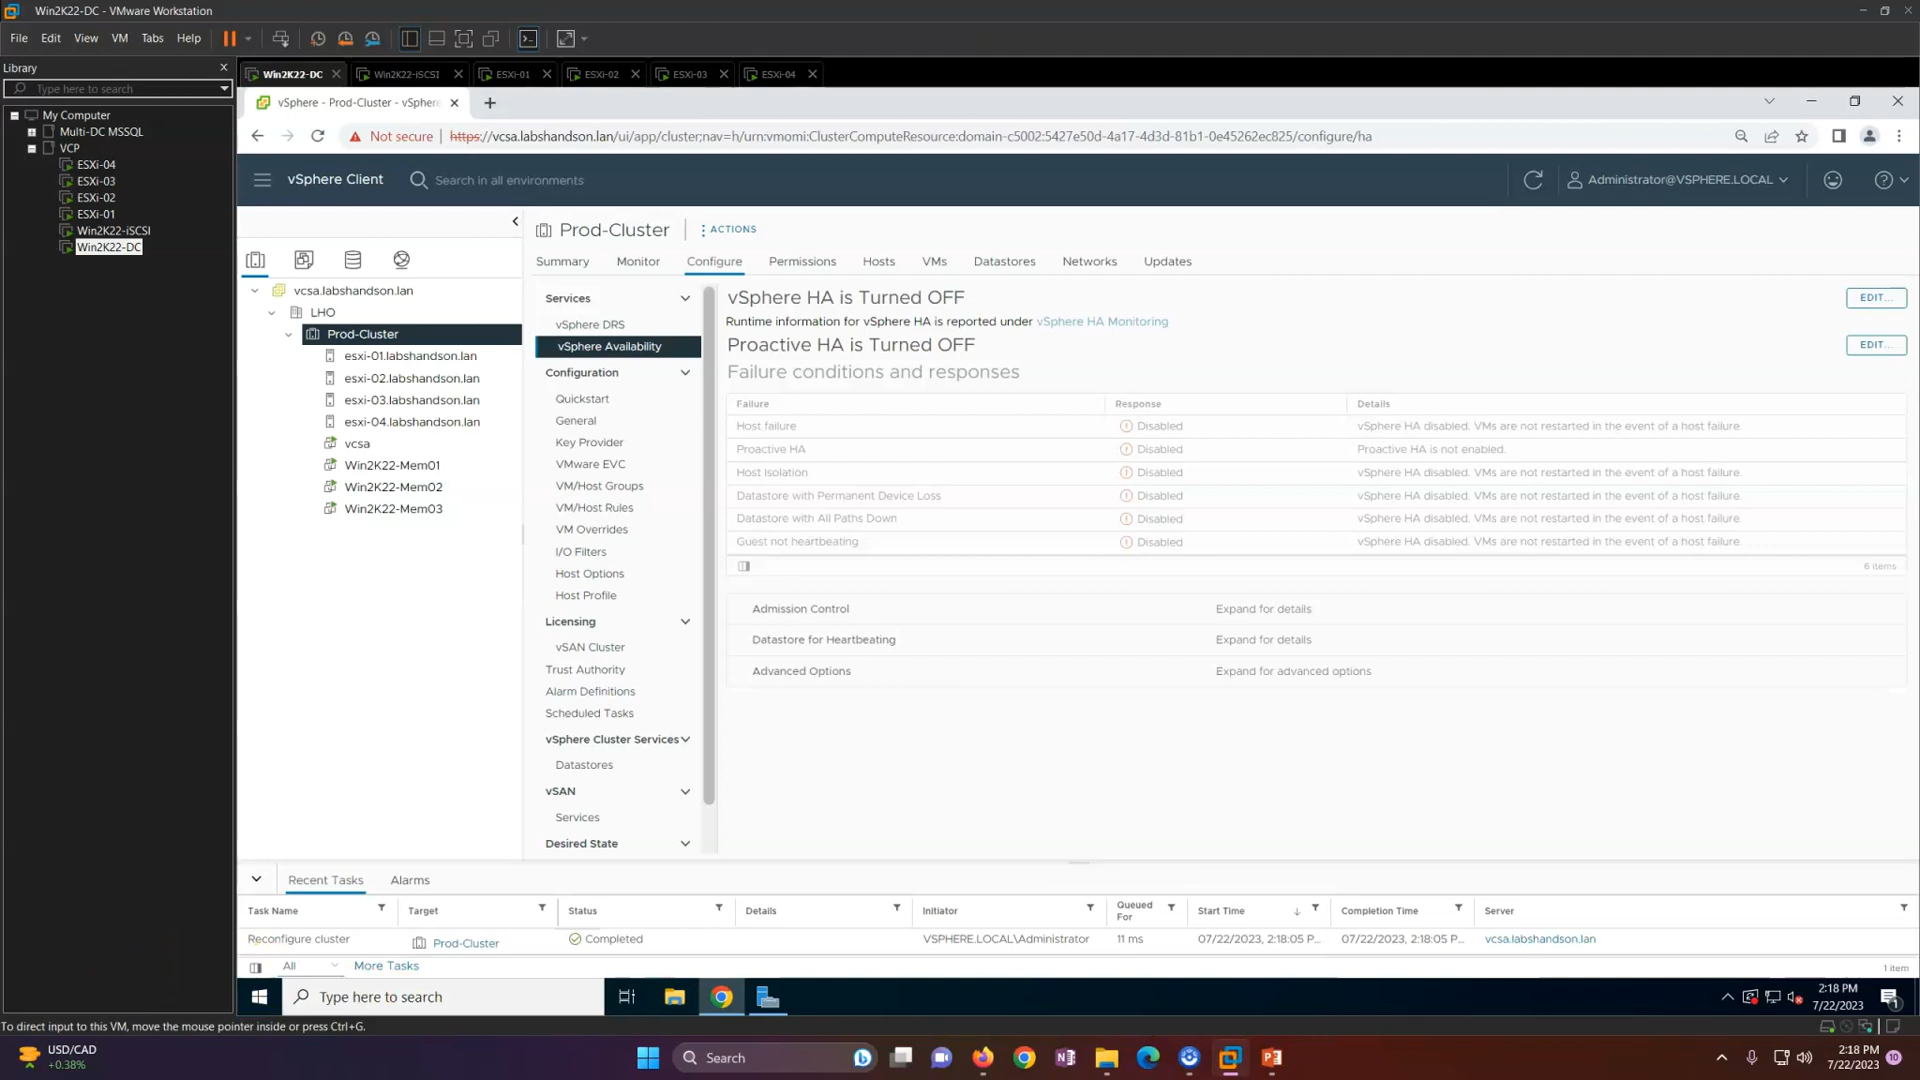 Win2K22-DC - VMware Workstation
File Edit View VM Tabs Help
Library
Type here to search
My Computer
Multi-DC MSSQL
VCP
ESXi-04
ESXi-03
ESXi-02
ESXi-01
Win2K22-iSCSI
Win2K22-DC
Win2K22-DC Win2K22-iSCSI ESXi-01 ESXi-02 ESXi-03 ESXi-04
vSphere - Prod-Cluster - vSphere
Not secure https://vcsa.labshandson.lan/ui/app/cluster;nav=h/urn:vmomi:ClusterComputeResource:domain-c5002:5427e50d-4a17-4d3d-81b1-0e45262ec825/configure/ha
vSphere Client Search in all environments Administrator@VSPHERE.LOCAL
vcsa.labshandson.lan
LHO
Prod-Cluster
esxi-01.labshandson.lan
esxi-02.labshandson.lan
esxi-03.labshandson.lan
esxi-04.labshandson.lan
vcsa
Win2K22-Mem01
Win2K22-Mem02
Win2K22-Mem03
Prod-Cluster ACTIONS
Summary Monitor Configure Permissions Hosts VMs Datastores Networks Updates
Services
vSphere DRS
vSphere Availability
Configuration
Quickstart
General
Key Provider
VMware EVC
VM/Host Groups
VM/Host Rules
VM Overrides
I/O Filters
Host Options
Host Profile
Licensing
vSAN Cluster
Trust Authority
Alarm Definitions
Scheduled Tasks
vSphere Cluster Services
Datastores
vSAN
Services
Desired State
vSphere HA is Turned OFF EDIT...
Runtime information for vSphere HA is reported under vSphere HA Monitoring
Proactive HA is Turned OFF EDIT...
Failure conditions and responses
Failure Response Details
Host failure Disabled vSphere HA disabled. VMs are not restarted in the event of a host failure.
Proactive HA Disabled Proactive HA is not enabled.
Host Isolation Disabled vSphere HA disabled. VMs are not restarted in the event of a host failure.
Datastore with Permanent Device Loss Disabled vSphere HA disabled. VMs are not restarted in the event of a host failure.
Datastore with All Paths Down Disabled vSphere HA disabled. VMs are not restarted in the event of a host failure.
Guest not heartbeating Disabled vSphere HA disabled. VMs are not restarted in the event of a host failure.
6 items
Admission Control Expand for details
Datastore for Heartbeating Expand for details
Advanced Options Expand for advanced options
Recent Tasks Alarms
Task Name Target Status Details Initiator Queued For Start Time Completion Time Server
Reconfigure cluster Prod-Cluster Completed VSPHERE.LOCAL\Administrator 11 ms 07/22/2023, 2:18:05 P... 07/22/2023, 2:18:05 P... vcsa.labshandson.lan
All More Tasks 1 item
Type here to search
2:18 PM
7/22/2023
1
To direct input to this VM, move the mouse pointer inside or press Ctrl+G.
USD/CAD
+0.38%
Search
2:18 PM
7/22/2023
10